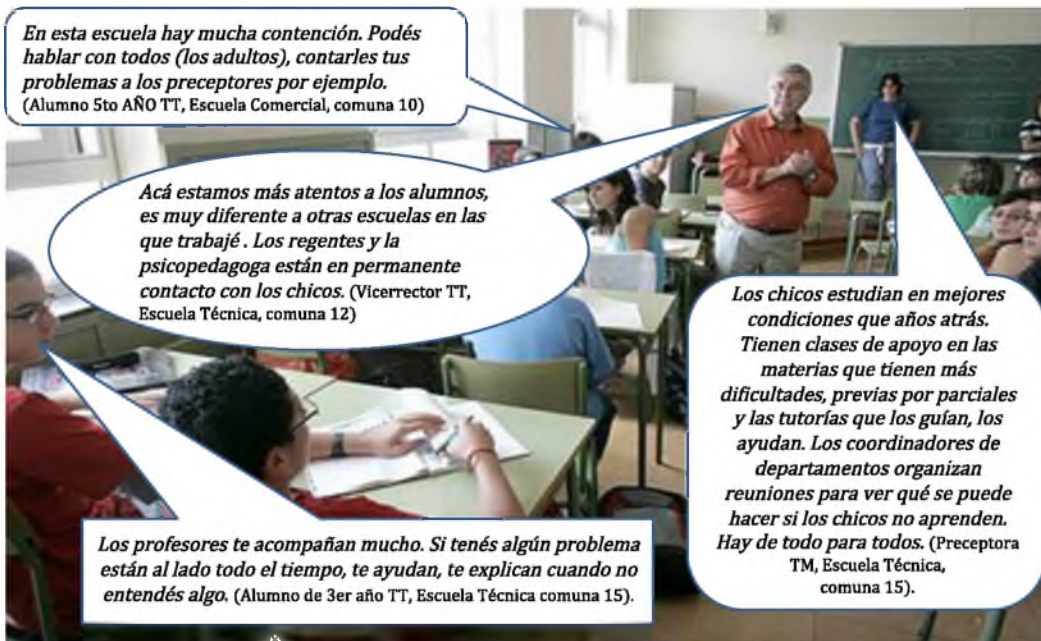 En esta escuela hay mucha contención. Podés
hablar con todos (los adultos), contarles tus
problemas a los preceptores por ejemplo.
(Alumno 5to AÑO TT, Escuela Comercial, comuna 10)
Acá estamos más atentos a los alumnos,
es muy diferente a otras escuelas en las
que trabajé . Los regentes y la
psicopedagoga están en permanente
contacto con los chicos. (Vicerrector TT,
Escuela Técnica, comuna 12)
Los chicos estudian en mejores
condiciones que años atrás.
Tienen clases de apoyo en las
materias que tienen más
dificultades, previas por parciales
y las tutorías que los guían, los
ayudan. Los coordinadores de
departamentos organizan
reuniones para ver qué se puede
hacer si los chicos no aprenden.
Hay de todo para todos. (Preceptora
TM, Escuela Técnica,
comuna 15).
Los profesores te acompañan mucho. Si tenés algún problema
están al lado todo el tiempo, te ayudan, te explican cuando no
entendés algo. (Alumno de 3er año TT, Escuela Técnica comuna 15).